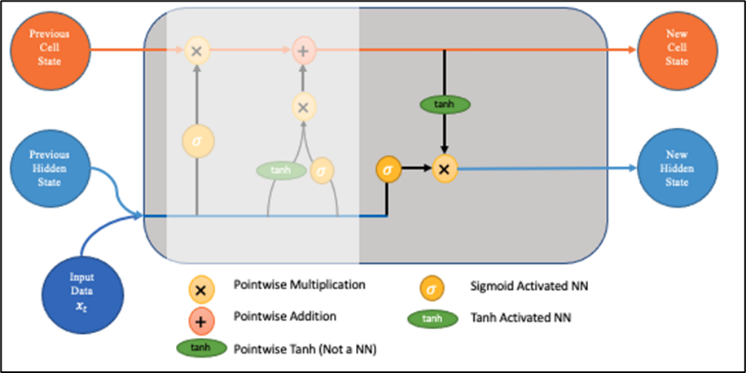 Previous
Cell
State
×
+
New
Cell
State
×
tanh
σ
Previous
Hidden
State
tanh
σ
σ
×
New
Hidden
State
Input
Data
xₜ
× Pointwise Multiplication
σ Sigmoid Activated NN
+ Pointwise Addition
tanh Tanh Activated NN
tanh Pointwise Tanh (Not a NN)